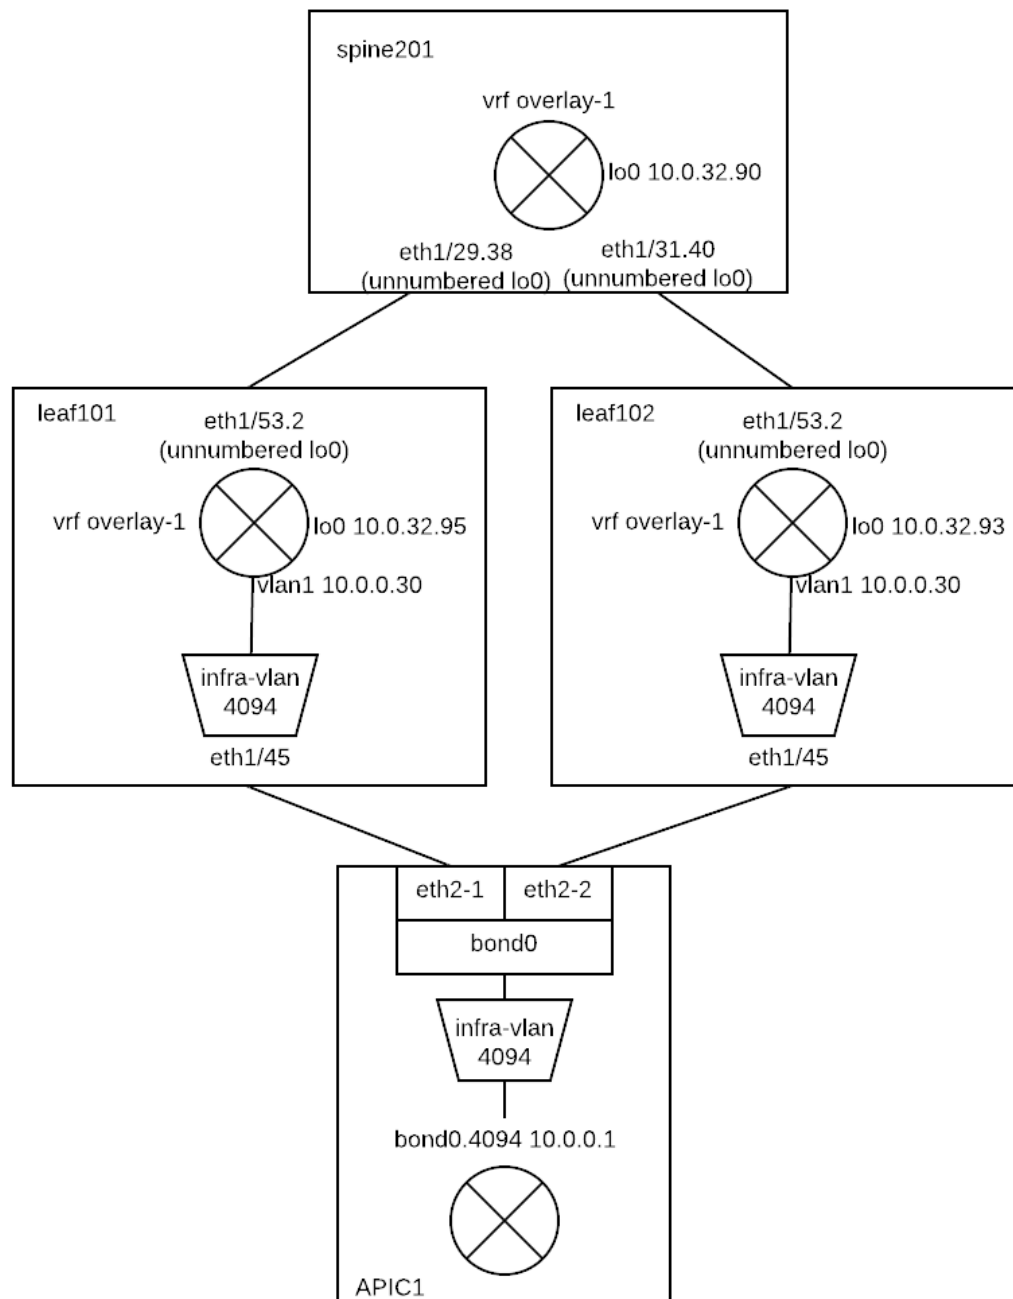 spine201
vrf overlay-1
lo0 10.0.32.90
eth1/29.38
(unnumbered lo0)
eth1/31.40
(unnumbered lo0)
leaf101
eth1/53.2
(unnumbered lo0)
vrf overlay-1
lo0 10.0.32.95
vlan1 10.0.0.30
infra-vlan
4094
eth1/45
leaf102
eth1/53.2
(unnumbered lo0)
vrf overlay-1
lo0 10.0.32.93
vlan1 10.0.0.30
infra-vlan
4094
eth1/45
eth2-1
eth2-2
bond0
infra-vlan
4094
bond0.4094 10.0.0.1
APIC1